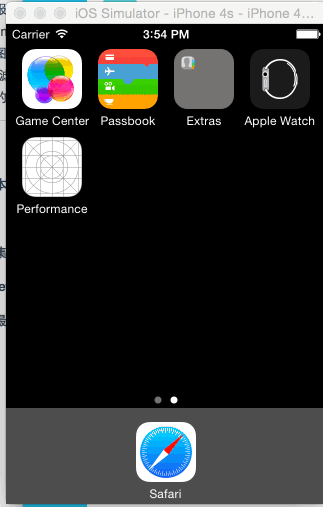 iOS Simulator - iPhone 4s - iPhone 4...
Carrier 3:54 PM
Game Center Passbook Extras Apple Watch
Performance
Safari